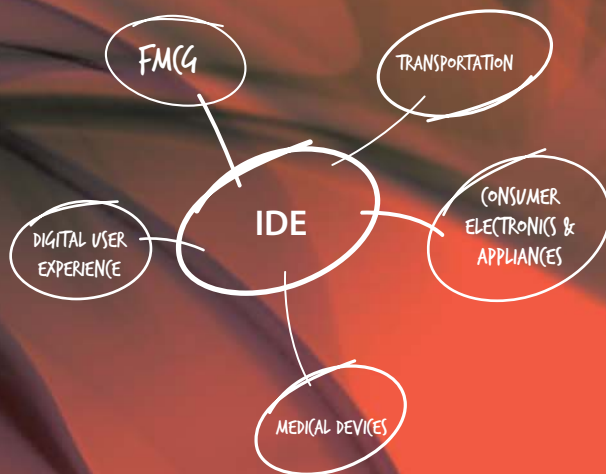 FMCG
TRANSPORTATION
IDE
CONSUMER
ELECTRONICS &
APPLIANCES
DIGITAL USER
EXPERIENCE
MEDICAL DEVICES